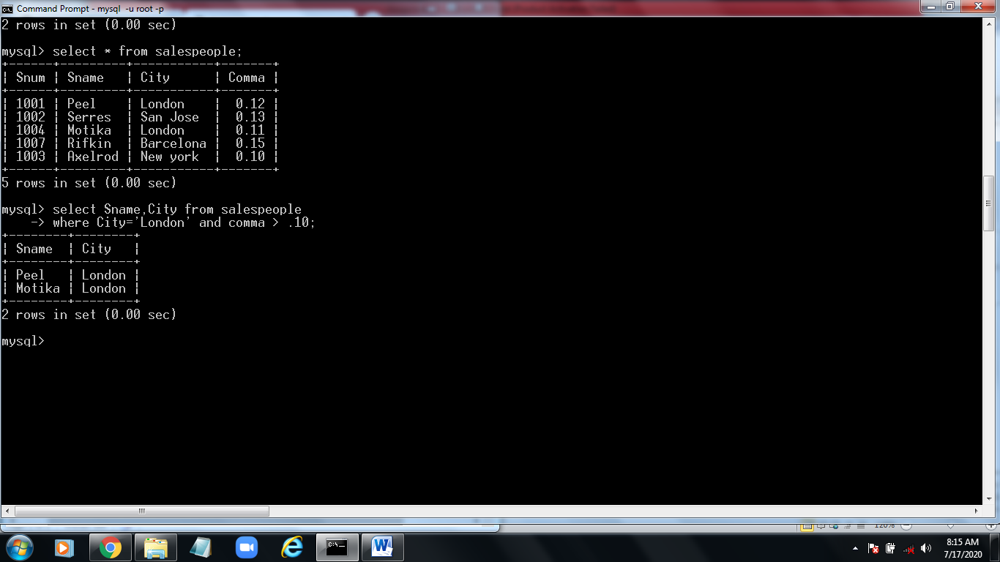 Command Prompt - mysql -u root -p
2 rows in set (0.00 sec)
mysql> select * from salespeople;
+------+---------+-----------+-------+
| Snum | Sname   | City      | Comma |
+------+---------+-----------+-------+
| 1001 | Peel    | London    |  0.12 |
| 1002 | Serres  | San Jose  |  0.13 |
| 1004 | Motika  | London    |  0.11 |
| 1007 | Rifkin  | Barcelona |  0.15 |
| 1003 | Axelrod | New york  |  0.10 |
+------+---------+-----------+-------+
5 rows in set (0.00 sec)
mysql> select Sname,City from salespeople
    -> where City='London' and comma > .10;
+--------+--------+
| Sname  | City   |
+--------+--------+
| Peel   | London |
| Motika | London |
+--------+--------+
2 rows in set (0.00 sec)
mysql>
120%
8:15 AM
7/17/2020